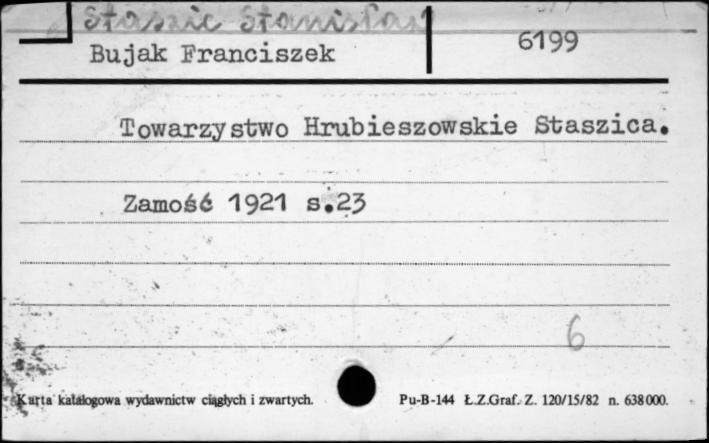 Staszic Stanisław
Bujak Franciszek
6199
Towarzystwo Hrubieszowskie Staszica.
Zamość 1921 s.23
6
Karta katalogowa wydawnictw ciągłych i zwartych.
Pu-B-144 Ł.Z.Graf. Z. 120/15/82 n. 638000.